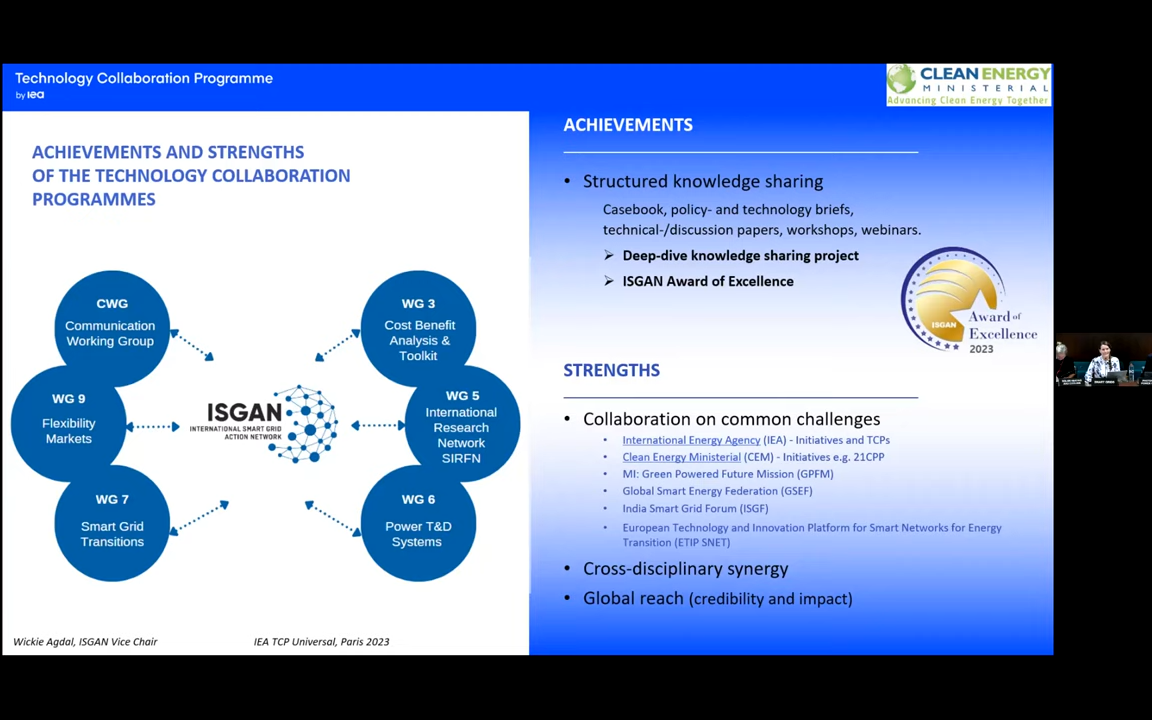 Technology Collaboration Programme
by iea
CLEAN ENERGY
MINISTERIAL
Advancing Clean Energy Together
ACHIEVEMENTS AND STRENGTHS
OF THE TECHNOLOGY COLLABORATION
PROGRAMMES
CWG
Communication
Working Group
WG 3
Cost Benefit
Analysis &
Toolkit
WG 9
Flexibility
Markets
ISGAN
INTERNATIONAL SMART GRID
ACTION NETWORK
WG 5
International
Research
Network
SIRFN
WG 7
Smart Grid
Transitions
WG 6
Power T&D
Systems
Wickie Agdal, ISGAN Vice Chair
IEA TCP Universal, Paris 2023
ACHIEVEMENTS
• Structured knowledge sharing
Casebook, policy- and technology briefs,
technical-/discussion papers, workshops, webinars.
➢ Deep-dive knowledge sharing project
➢ ISGAN Award of Excellence
ISGAN
Award of
Excellence
2023
STRENGTHS
• Collaboration on common challenges
• International Energy Agency (IEA) - Initiatives and TCPs
• Clean Energy Ministerial (CEM) - Initiatives e.g. 21CPP
• MI: Green Powered Future Mission (GPFM)
• Global Smart Energy Federation (GSEF)
• India Smart Grid Forum (ISGF)
• European Technology and Innovation Platform for Smart Networks for Energy
Transition (ETIP SNET)
• Cross-disciplinary synergy
• Global reach (credibility and impact)